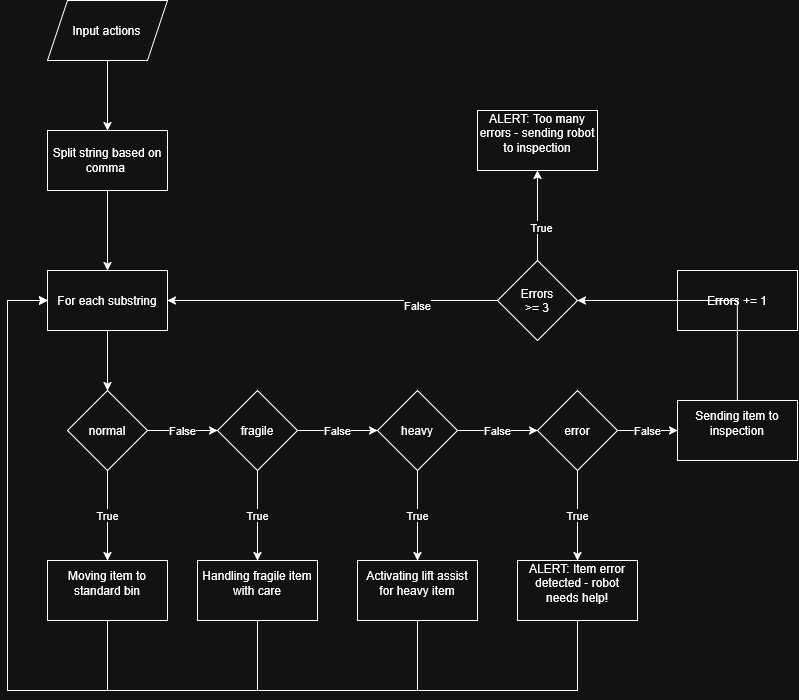 Input actions
ALERT: Too many
errors - sending robot
to inspection
Split string based on
comma
True
For each substring
False
Errors
>= 3
Errors += 1
normal
False
fragile
False
heavy
False
error
False
Sending item to
inspection
True
True
True
True
Moving item to
standard bin
Handling fragile item
with care
Activating lift assist
for heavy item
ALERT: Item error
detected - robot
needs help!